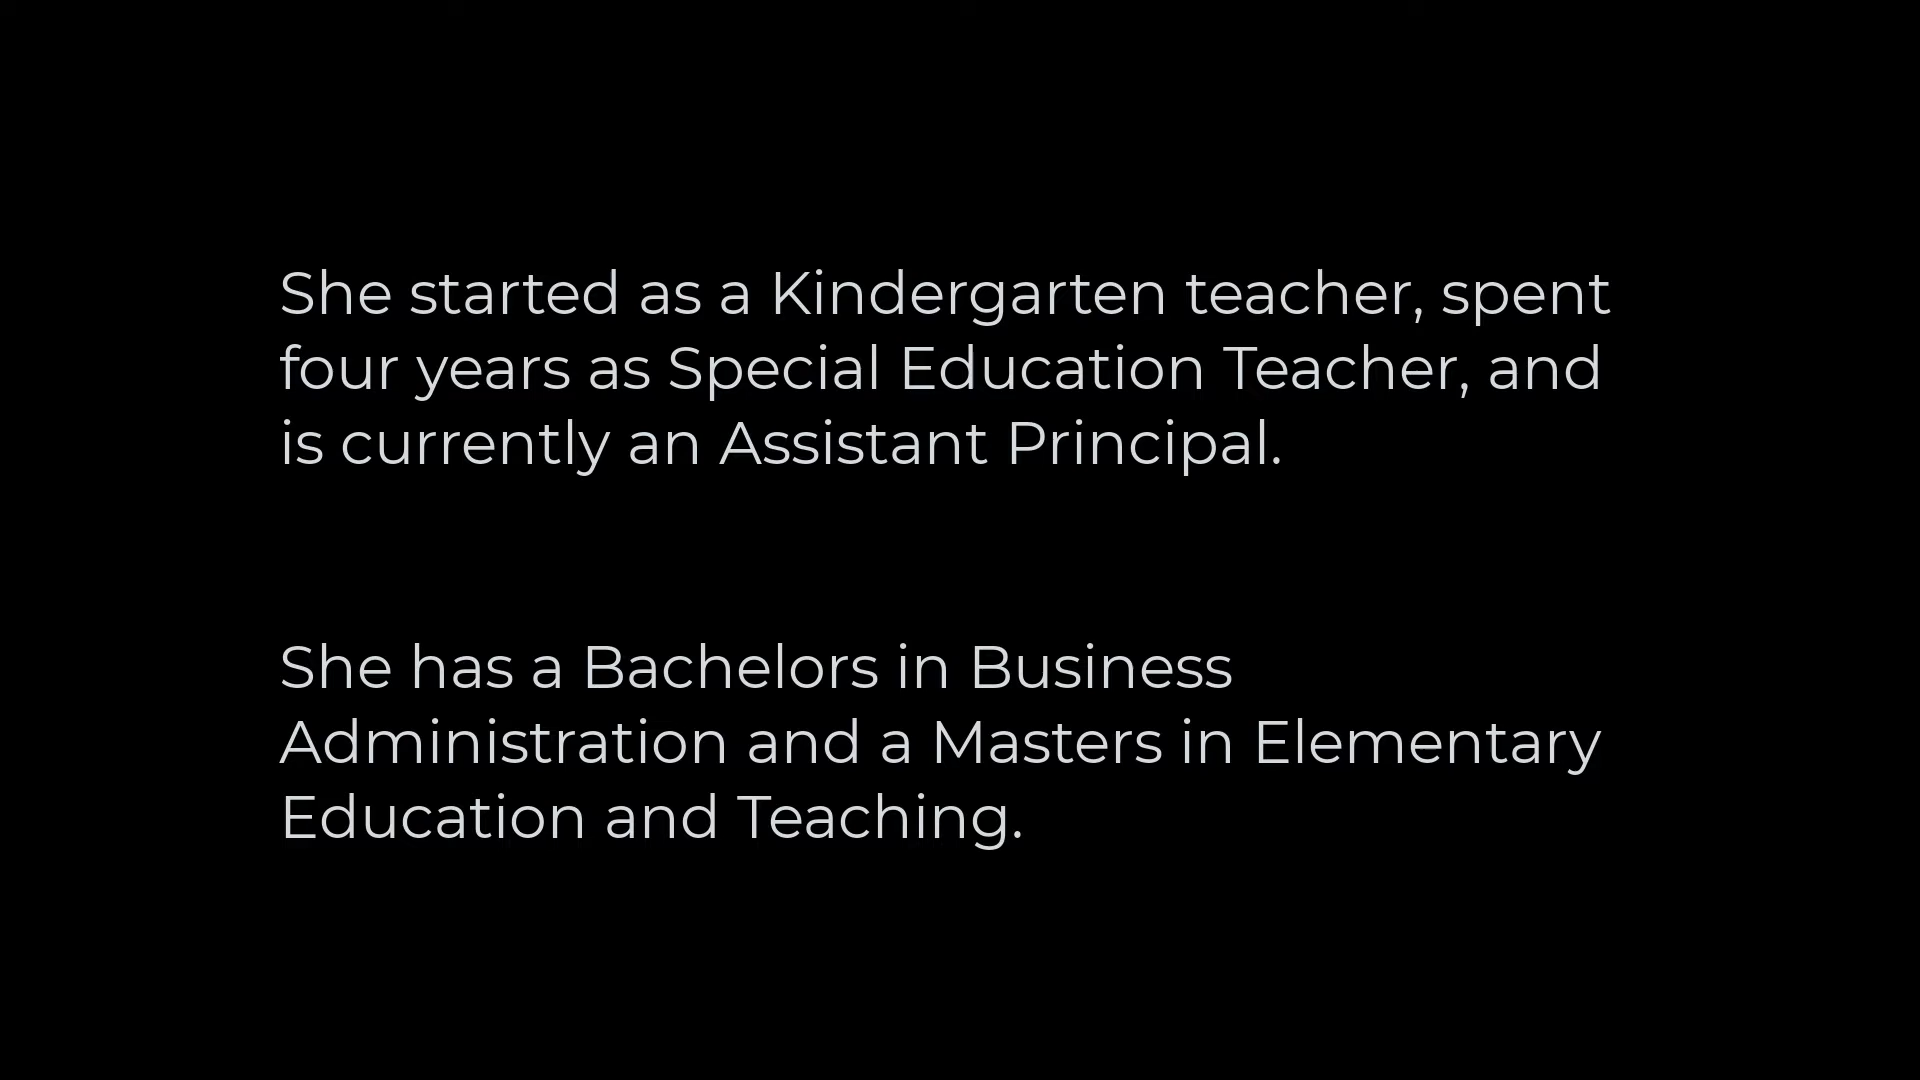 She started as a Kindergarten teacher, spent
four years as Special Education Teacher, and
is currently an Assistant Principal.
She has a Bachelors in Business
Administration and a Masters in Elementary
Education and Teaching.